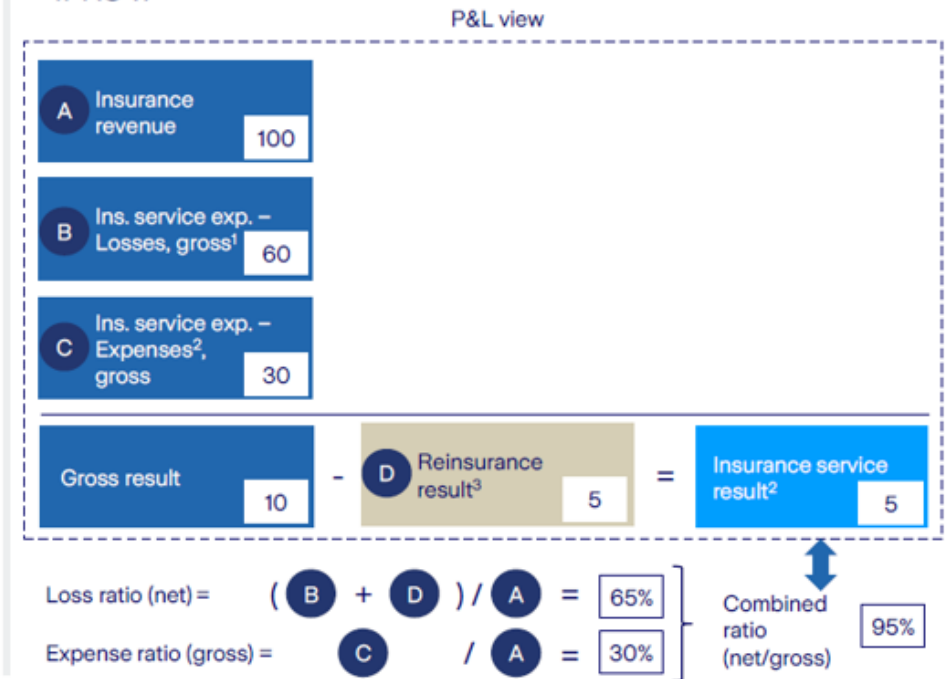 P&L view
A Insurance
revenue
100
B Ins. service exp. –
Losses, gross¹
60
C Ins. service exp. –
Expenses²,
gross
30
Gross result
10
-
D Reinsurance
result³
5
=
Insurance service
result²
5
Loss ratio (net) = ( B + D ) / A = 65%
Expense ratio (gross) = C / A = 30%
Combined
ratio
(net/gross)
95%